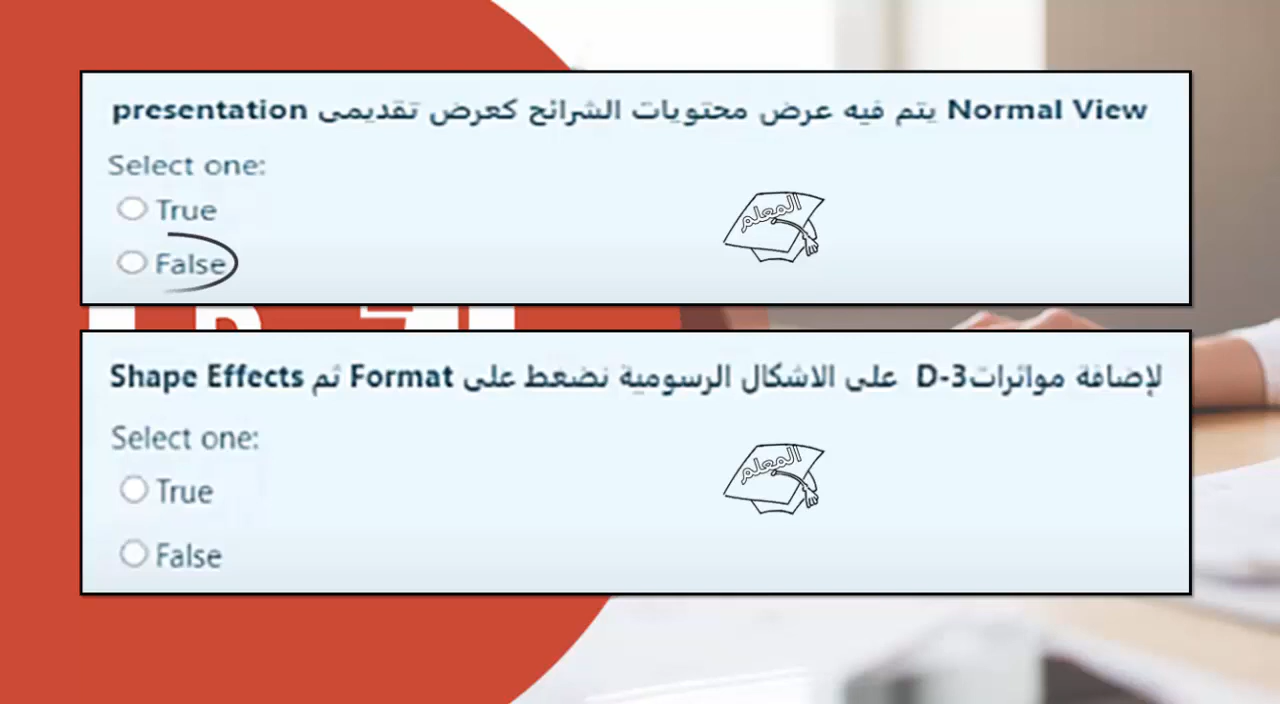 Normal View يتم فيه عرض محتويات الشرائح كعرض تقديمى presentation
Select one:
True
المعلم
False
لإضافة مواثرات3-D على الاشكال الرسومية نضغط على Format ثم Shape Effects
Select one:
المعلم
True
False